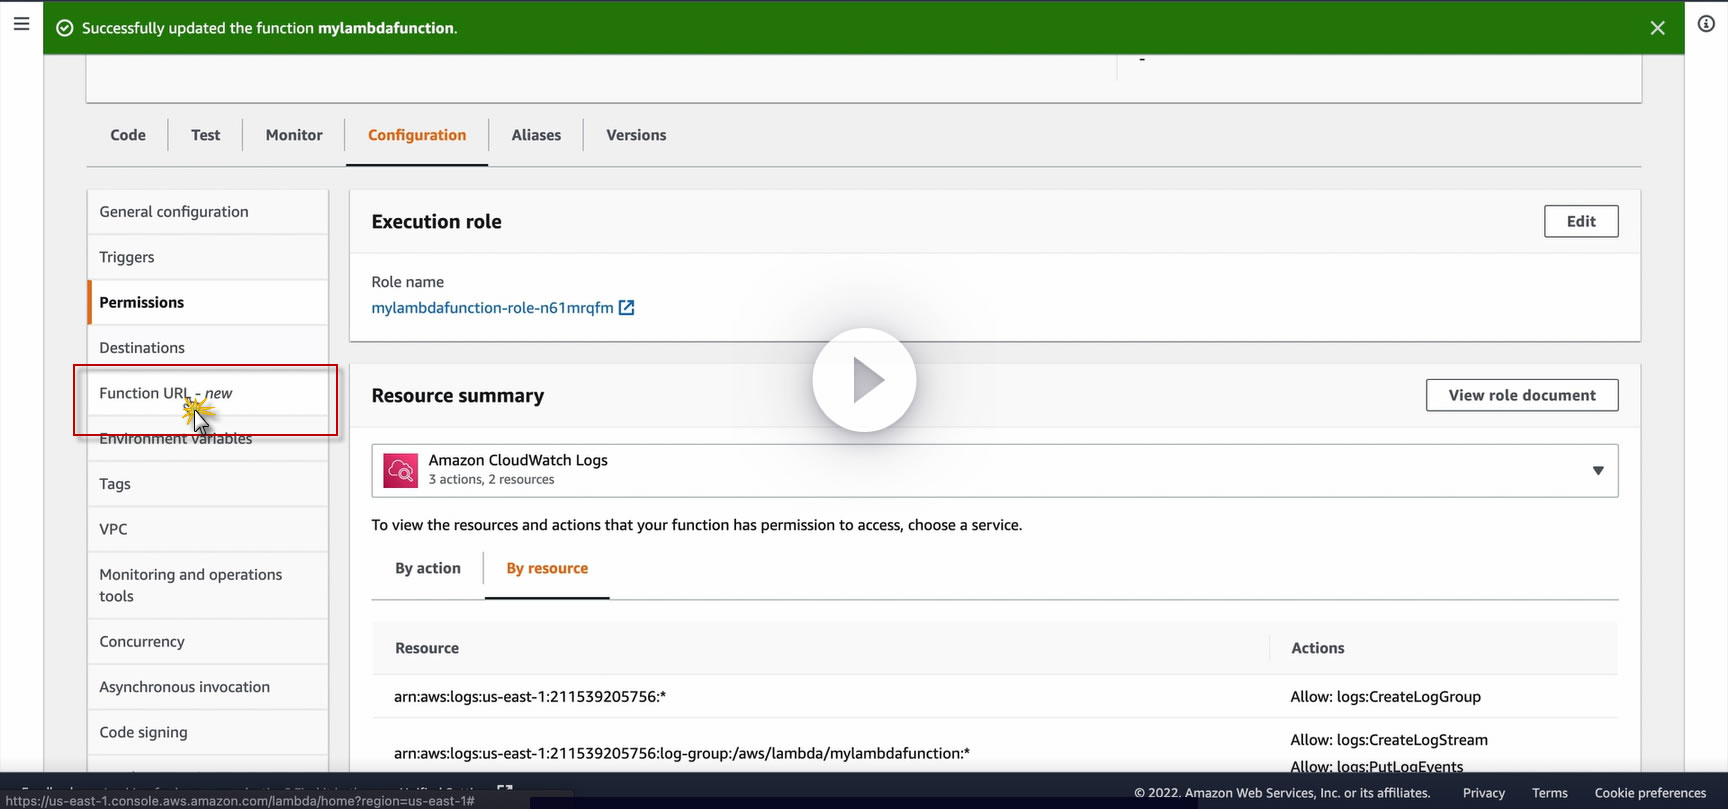 Successfully updated the function mylambdafunction.
-
Code
Test
Monitor
Configuration
Aliases
Versions
General configuration
Triggers
Permissions
Destinations
Function URL - new
Environment variables
Tags
VPC
Monitoring and operations
tools
Concurrency
Asynchronous invocation
Code signing
Execution role
Edit
Role name
mylambdafunction-role-n61mrqfm
Resource summary
View role document
Amazon CloudWatch Logs
3 actions, 2 resources
To view the resources and actions that your function has permission to access, choose a service.
By action
By resource
Resource
Actions
arn:aws:logs:us-east-1:211539205756:*
Allow: logs:CreateLogGroup
arn:aws:logs:us-east-1:211539205756:log-group:/aws/lambda/mylambdafunction:*
Allow: logs:CreateLogStream
Allow: logs:PutLogEvents
https://us-east-1.console.aws.amazon.com/lambda/home?region=us-east-1#
© 2022, Amazon Web Services, Inc. or its affiliates.
Privacy
Terms
Cookie preferences